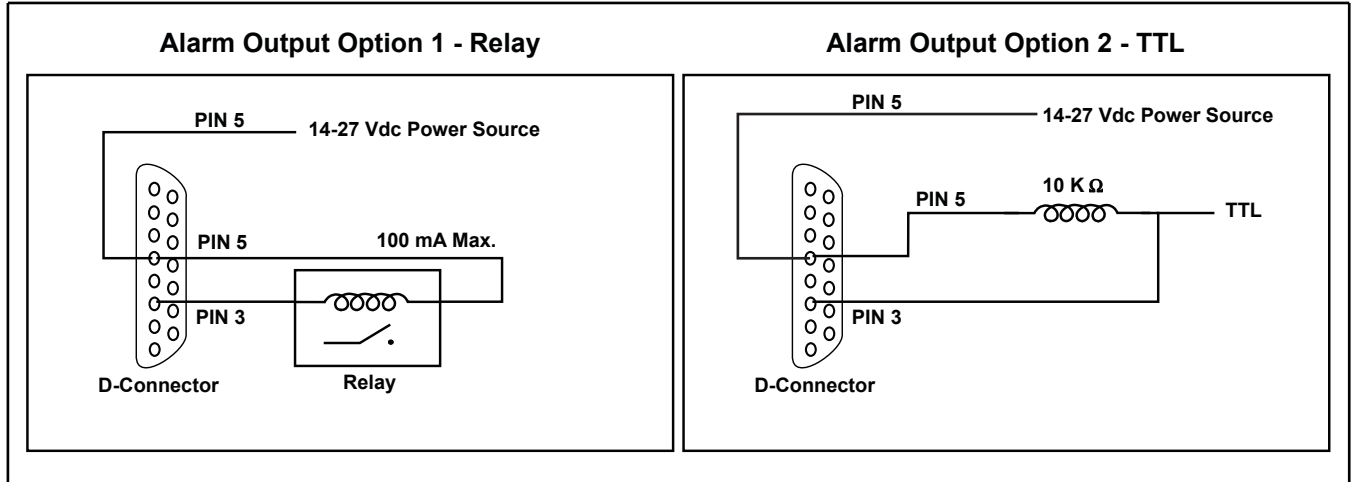 Alarm Output Option 1 - Relay
PIN 5
14-27 Vdc Power Source
PIN 5
100 mA Max.
PIN 3
D-Connector
Relay
Alarm Output Option 2 - TTL
PIN 5
14-27 Vdc Power Source
10 K Ω
PIN 5
TTL
PIN 3
D-Connector